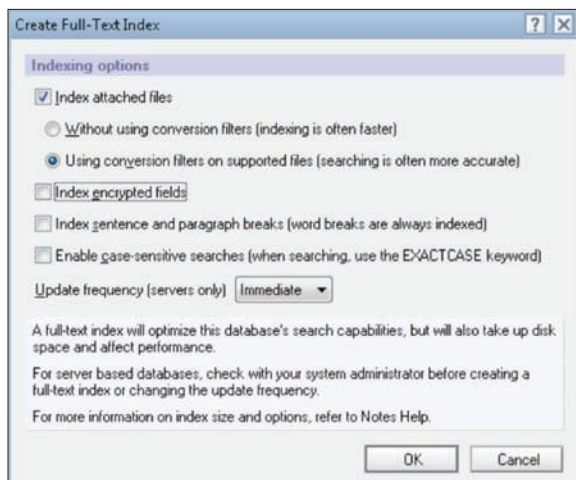 Create Full-Text Index
Indexing options
Index attached files
Without using conversion filters (indexing is often faster)
Using conversion filters on supported files (searching is often more accurate)
Index encrypted fields
Index sentence and paragraph breaks (word breaks are always indexed)
Enable case-sensitive searches (when searching, use the EXACTCASE keyword)
Update frequency (servers only) Immediate
A full-text index will optimize this database's search capabilities, but will also take up disk
space and affect performance.
For server based databases, check with your system administrator before creating a
full-text index or changing the update frequency.
For more information on index size and options, refer to Notes Help.
OK Cancel